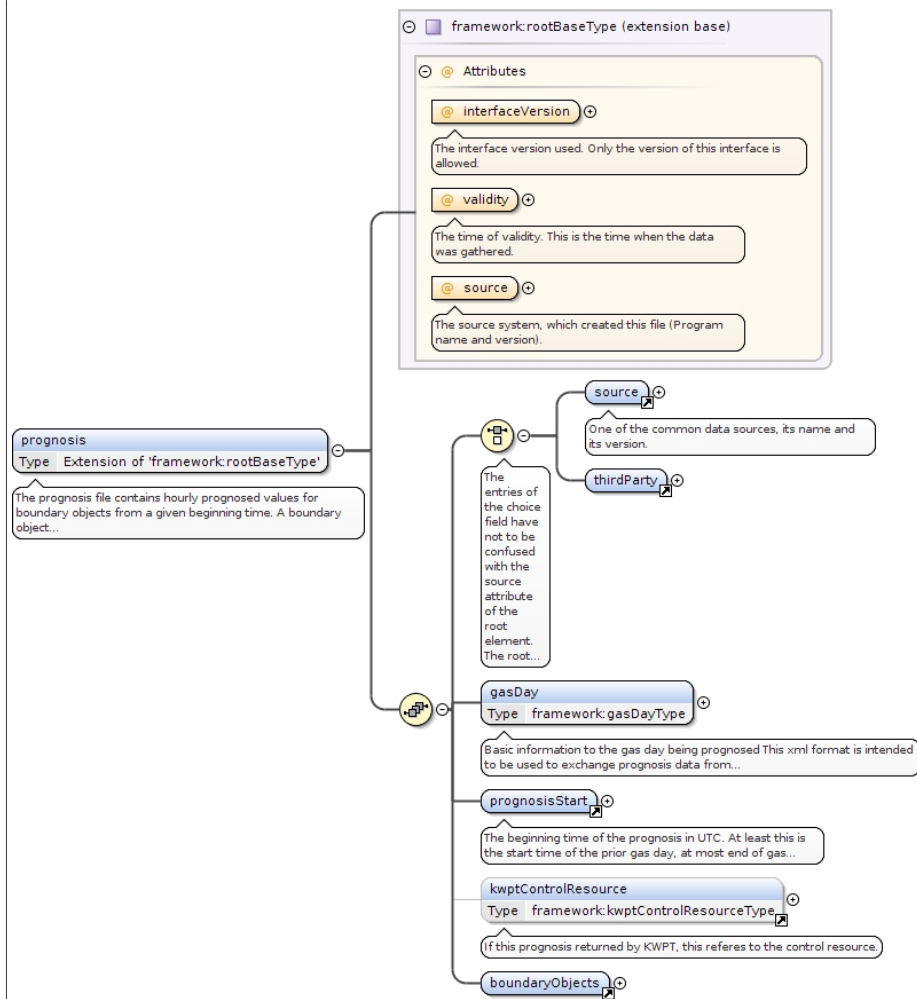 framework:rootBaseType (extension base)
@ Attributes
@ interfaceVersion
The interface version used. Only the version of this interface is
allowed.
@ validity
The time of validity. This is the time when the data
was gathered.
@ source
The source system, which created this file (Program
name and version).
prognosis
Type Extension of 'framework:rootBaseType'
The prognosis file contains hourly prognosed values for
boundary objects from a given beginning time. A boundary
object...
The
entries of
the choice
field have
not to be
confused
with the
source
attribute
of the
root
element.
The root...
source
One of the common data sources, its name and
its version.
thirdParty
gasDay
Type framework:gasDayType
Basic information to the gas day being prognosed This xml format is intended
to be used to exchange prognosis data from...
prognosisStart
The beginning time of the prognosis in UTC. At least this is
the start time of the prior gas day, at most end of gas...
kwptControlResource
Type framework:kwptControlResourceType
If this prognosis returned by KWPT, this referes to the control resource.
boundaryObjects